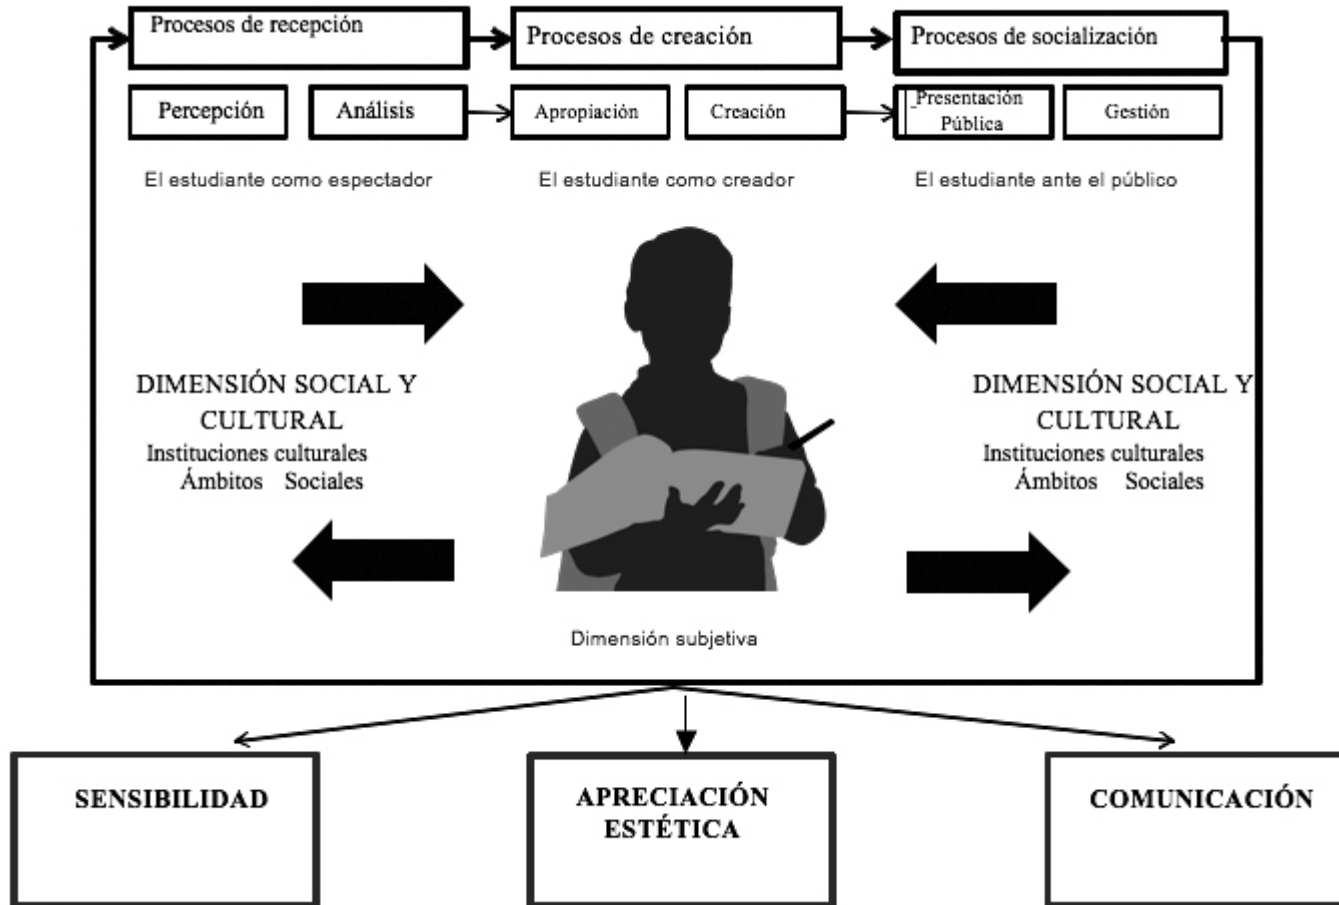 Procesos de recepción
Procesos de creación
Procesos de socialización
Percepción
Análisis
Apropiación
Creación
Presentación
Pública
Gestión
El estudiante como espectador
El estudiante como creador
El estudiante ante el público
DIMENSIÓN SOCIAL Y
CULTURAL
Instituciones culturales
Ámbitos Sociales
DIMENSIÓN SOCIAL Y
CULTURAL
Instituciones culturales
Ámbitos Sociales
Dimensión subjetiva
SENSIBILIDAD
APRECIACIÓN
ESTÉTICA
COMUNICACIÓN